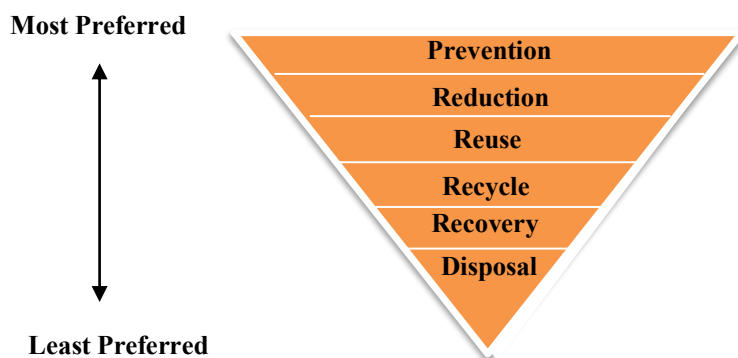 Most Preferred
Prevention
Reduction
Reuse
Recycle
Recovery
Disposal
Least Preferred